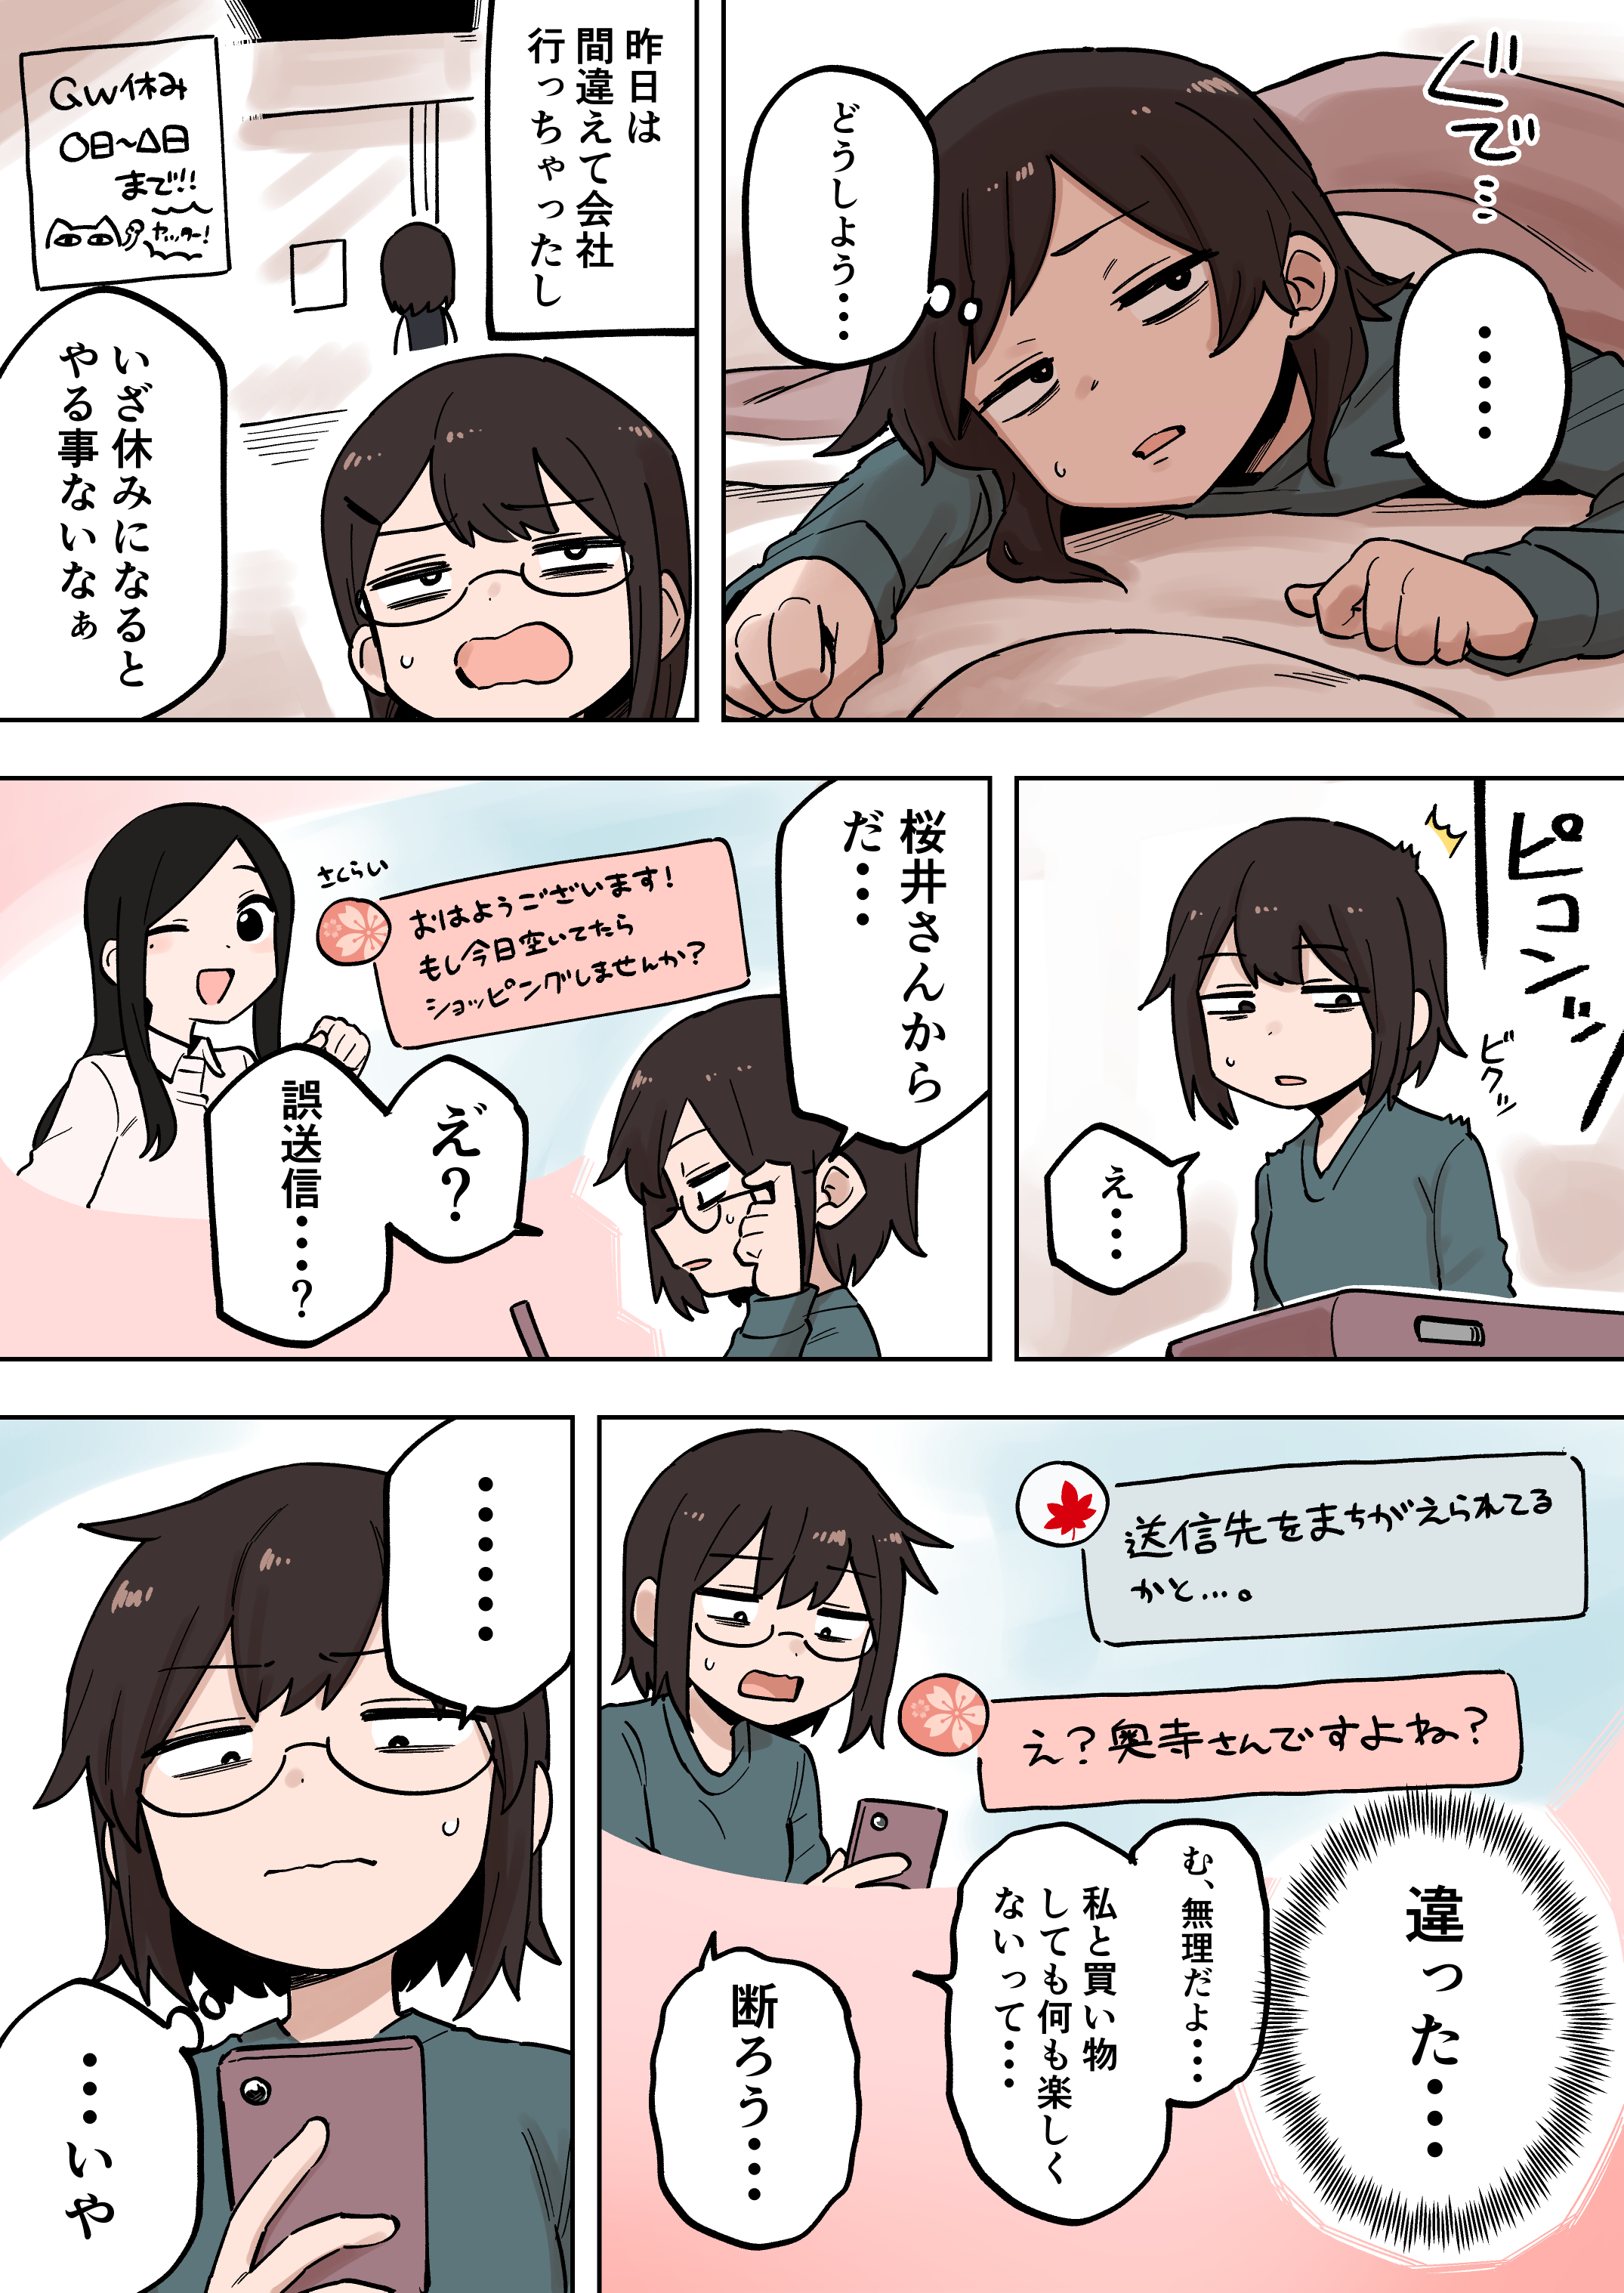 ぐで…
……
どうしよう…
昨日は
間違えて会社
行っちゃったし
GW休み
○日~△日
まで!!
ヤッター!
いざ休みになると
やる事ないなぁ
ピコンッ
ビクッ
え…
桜井さんから
だ…
さくらい
おはようございます!
もし今日空いてたら
ショッピングしませんか?
え゛?
誤送信…?
送信先をまちがえられてる
かと…。
え?奥寺さんですよね?
違った…
む、無理だよ…
私と買い物
しても何も楽しく
ないって…
断ろう…
……
…いや